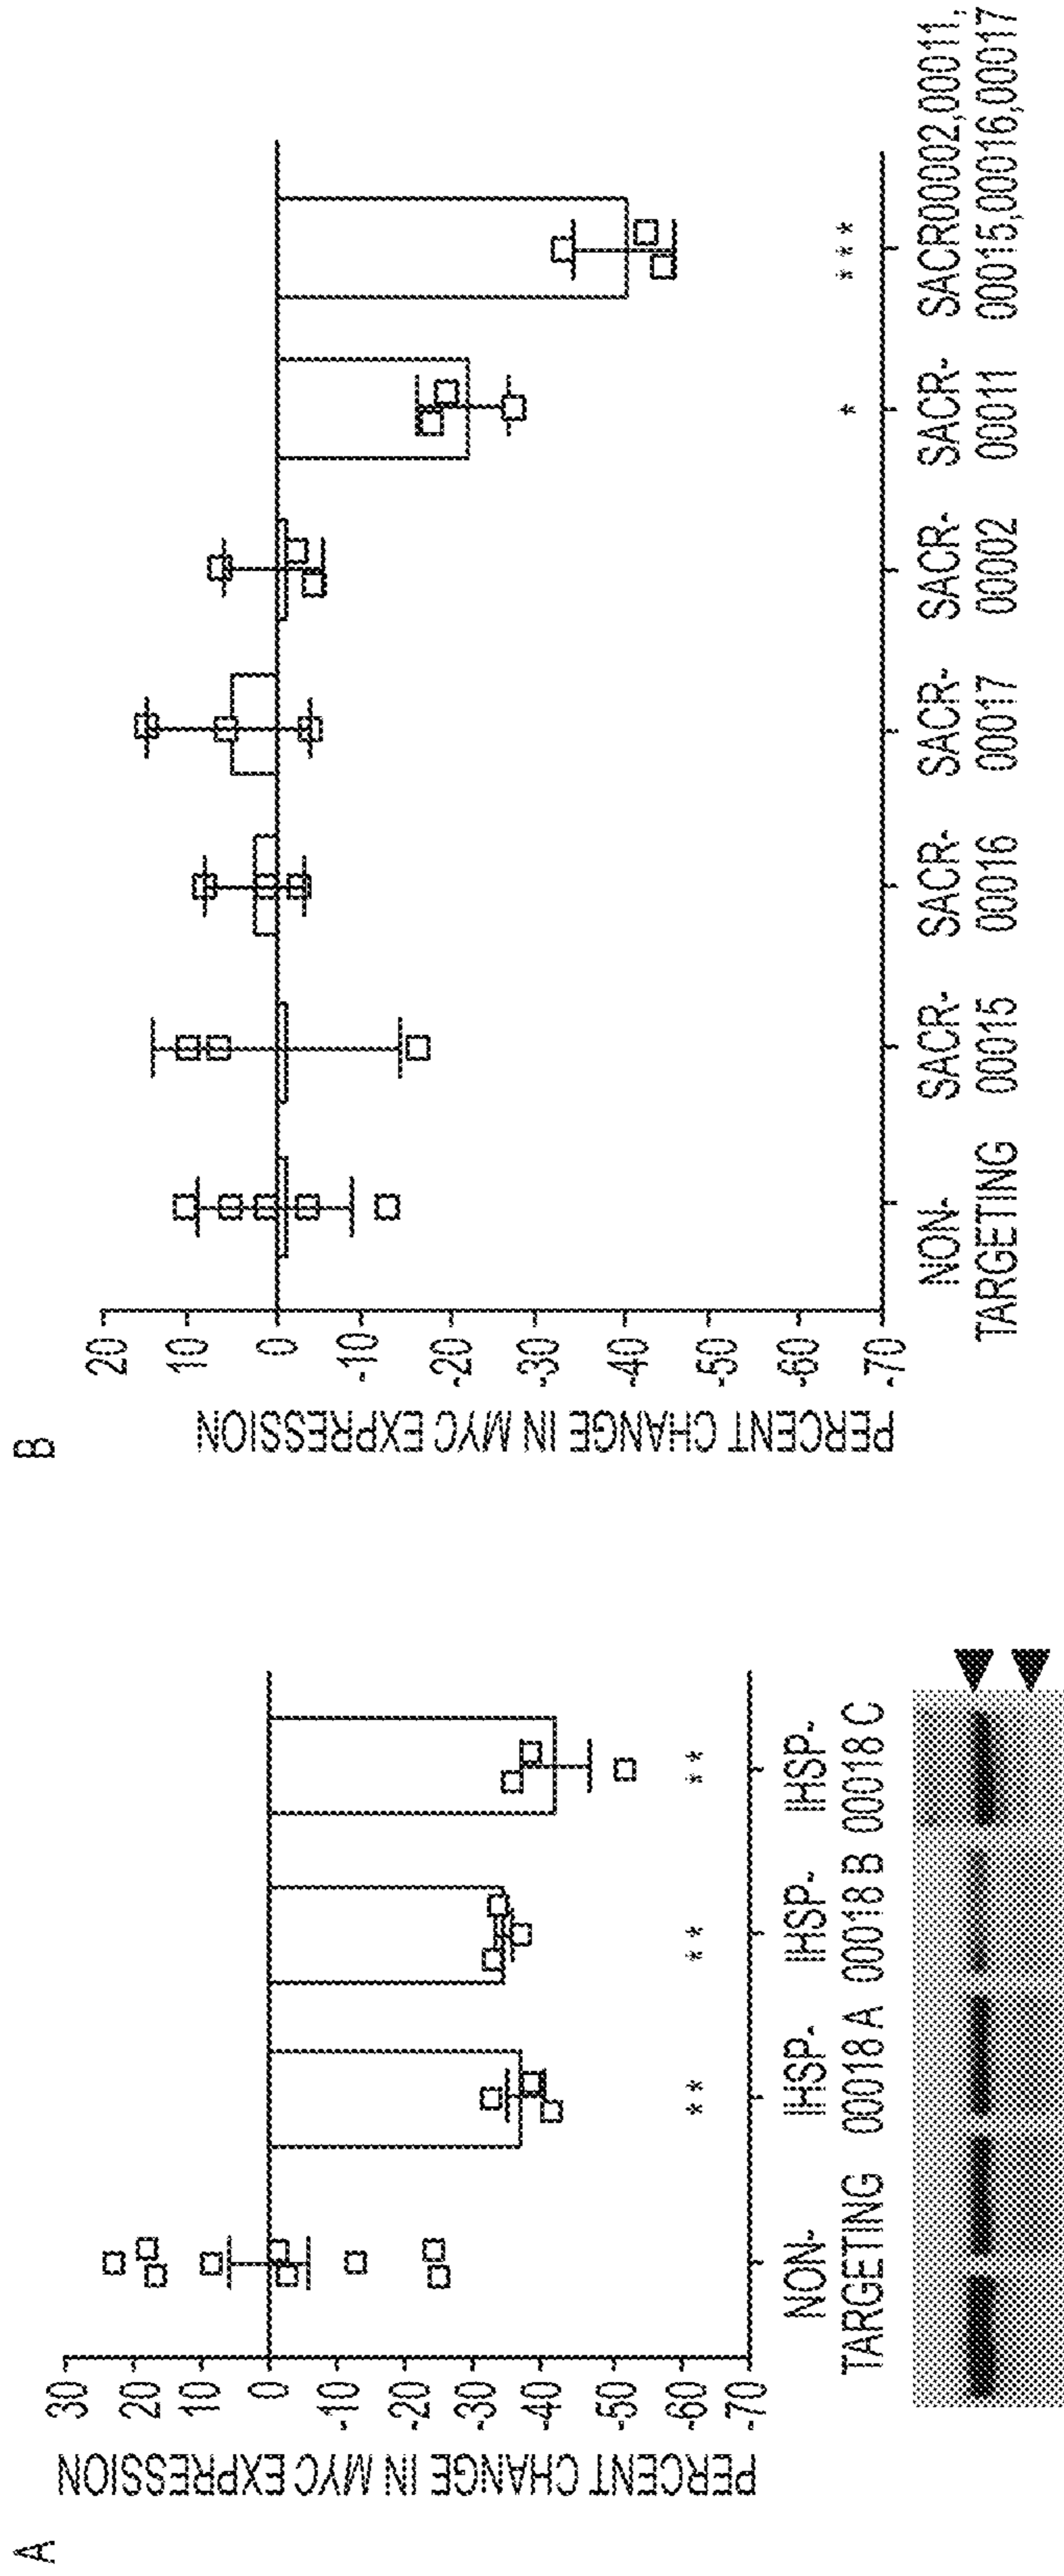 A
PERCENT CHANGE IN MYC EXPRESSION
30
20
10
0
-10
-20
-30
-40
-50
-60
-70
**
**
**
NON-
TARGETING
IHSP-
00018 A
IHSP-
00018 B
IHSP-
00018 C
B
PERCENT CHANGE IN MYC EXPRESSION
20
10
0
-10
-20
-30
-40
-50
-60
-70
*
***
NON-
TARGETING
SACR-
00015
SACR-
00016
SACR-
00017
SACR-
00002
SACR-
00011
SACR00002,00011,
00015,00016,00017